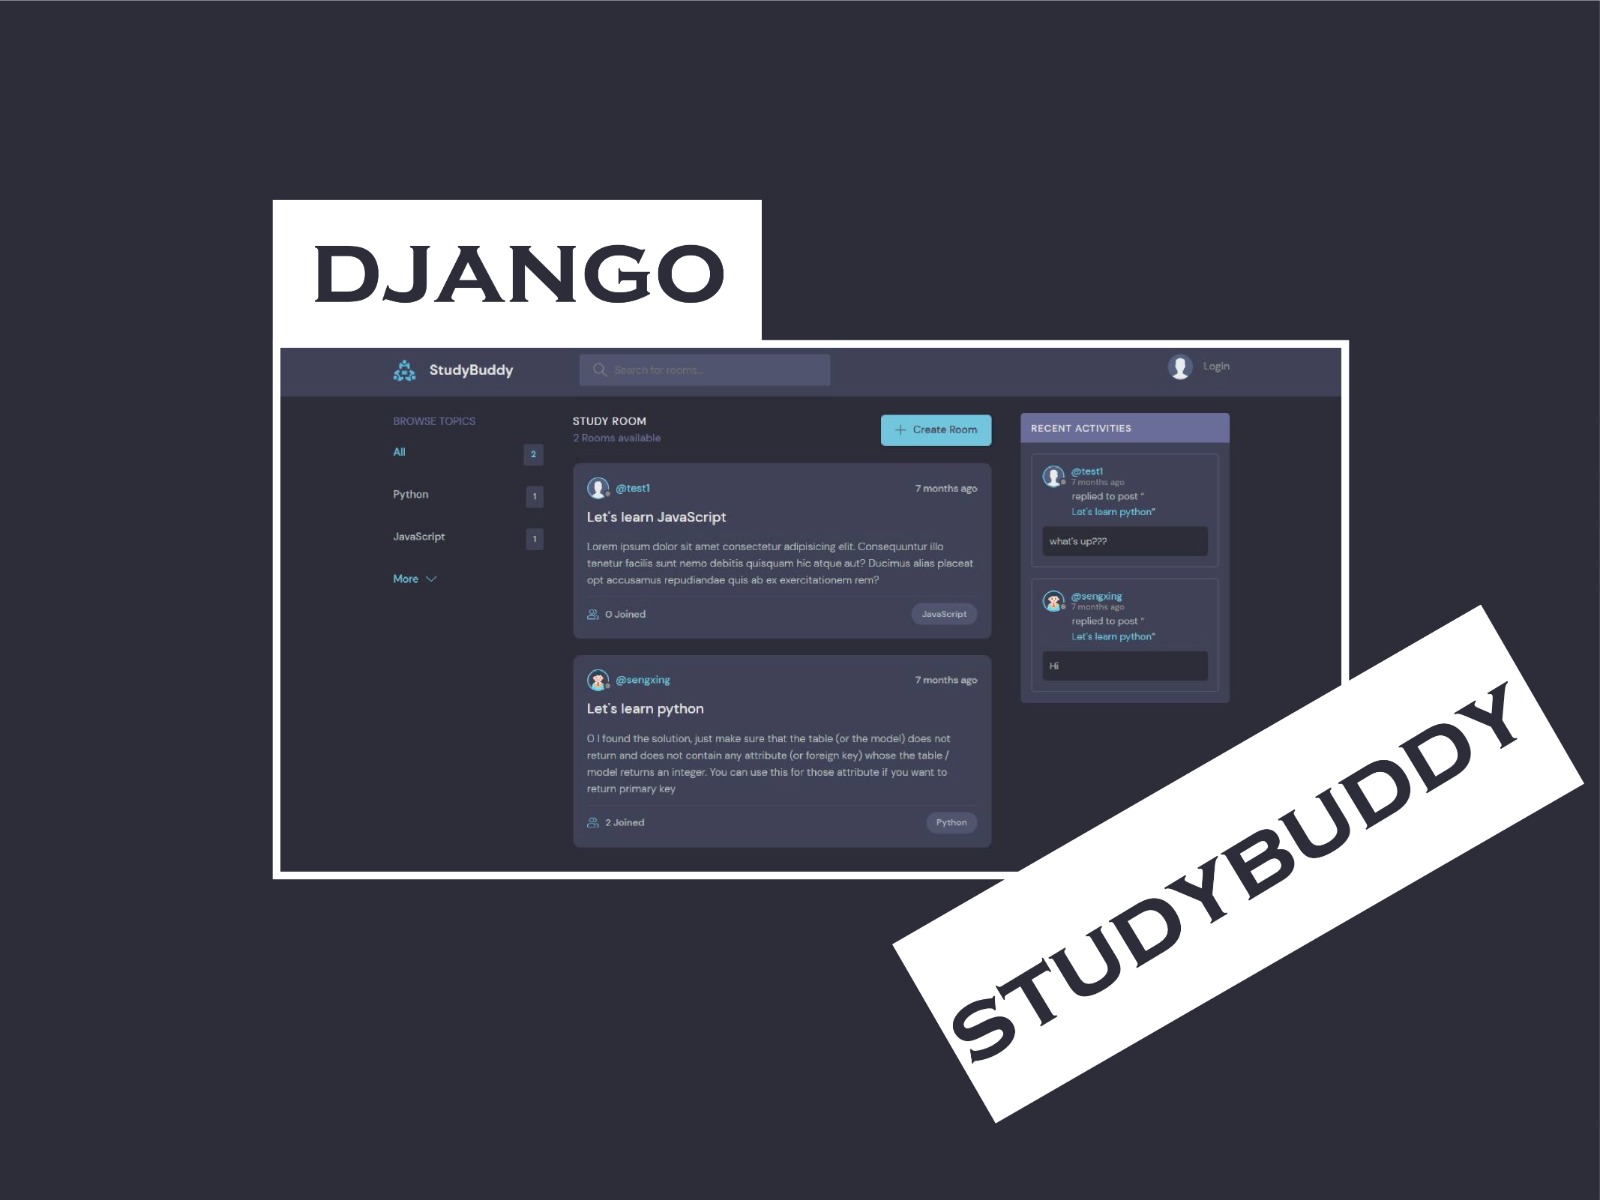 DJANGO
StudyBuddy
Search for rooms...
Login
BROWSE TOPICS
All
2
Python
1
JavaScript
1
More
STUDY ROOM
2 Rooms available
Create Room
@test1
7 months ago
Let's learn JavaScript
Lorem ipsum dolor sit amet consectetur adipisicing elit. Consequuntur illo
tenetur facilis sunt nemo debitis quisquam hic atque aut? Ducimus alias placeat
opt accusamus repudiandae quis ab ex exercitationem rem?
0 Joined
JavaScript
@sengxing
7 months ago
Let's learn python
O I found the solution, just make sure that the table (or the model) does not
return and does not contain any attribute (or foreign key) whose the table /
model returns an integer. You can use this for those attribute if you want to
return primary key
2 Joined
Python
RECENT ACTIVITIES
@test1
7 months ago
replied to post “
Let's learn python”
what's up???
@sengxing
7 months ago
replied to post “
Let's learn python”
Hi
STUDYBUDDY